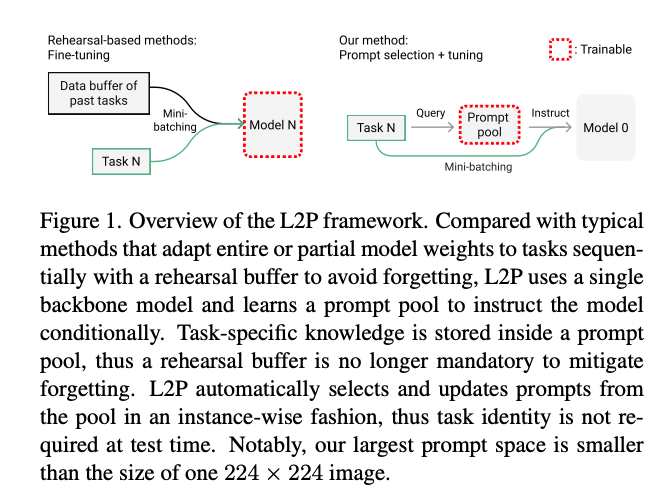 Rehearsal-based methods:
Fine-tuning
Data buffer of
past tasks
Mini-
batching
Model N
Task N
Our method:
Prompt selection + tuning
: Trainable
Task N
Query
Prompt
pool
Instruct
Model 0
Mini-batching
Figure 1. Overview of the L2P framework. Compared with typical
methods that adapt entire or partial model weights to tasks sequen-
tially with a rehearsal buffer to avoid forgetting, L2P uses a single
backbone model and learns a prompt pool to instruct the model
conditionally. Task-specific knowledge is stored inside a prompt
pool, thus a rehearsal buffer is no longer mandatory to mitigate
forgetting. L2P automatically selects and updates prompts from
the pool in an instance-wise fashion, thus task identity is not re-
quired at test time. Notably, our largest prompt space is smaller
than the size of one 224 × 224 image.